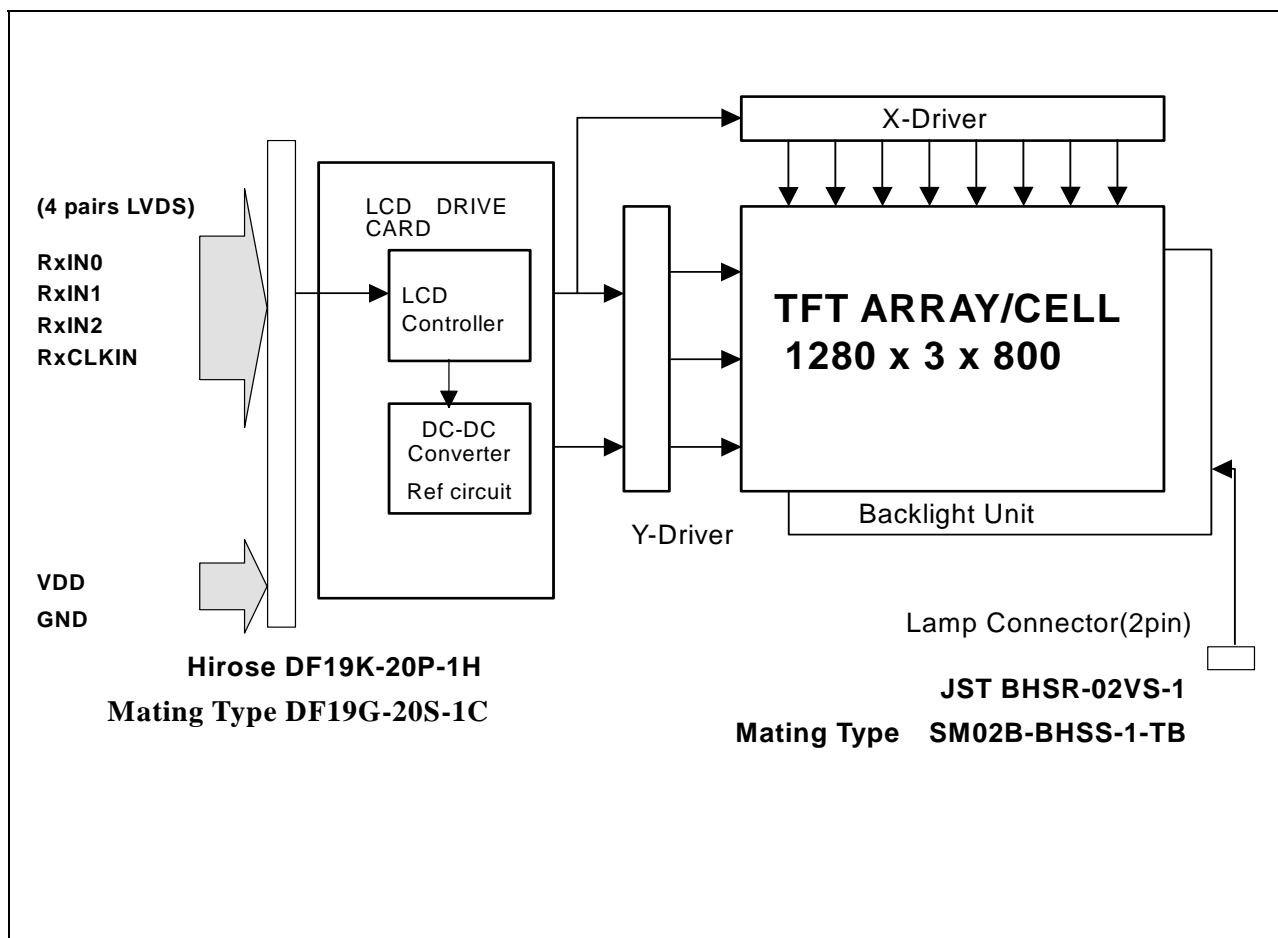 X-Driver
(4 pairs LVDS)
RxIN0
RxIN1
RxIN2
RxCLKIN
LCD DRIVE
CARD
LCD
Controller
DC-DC
Converter
Ref circuit
TFT ARRAY/CELL
1280 x 3 x 800
Y-Driver
Backlight Unit
VDD
GND
Hirose DF19K-20P-1H
Mating Type DF19G-20S-1C
Lamp Connector(2pin)
JST BHSR-02VS-1
Mating Type SM02B-BHSS-1-TB